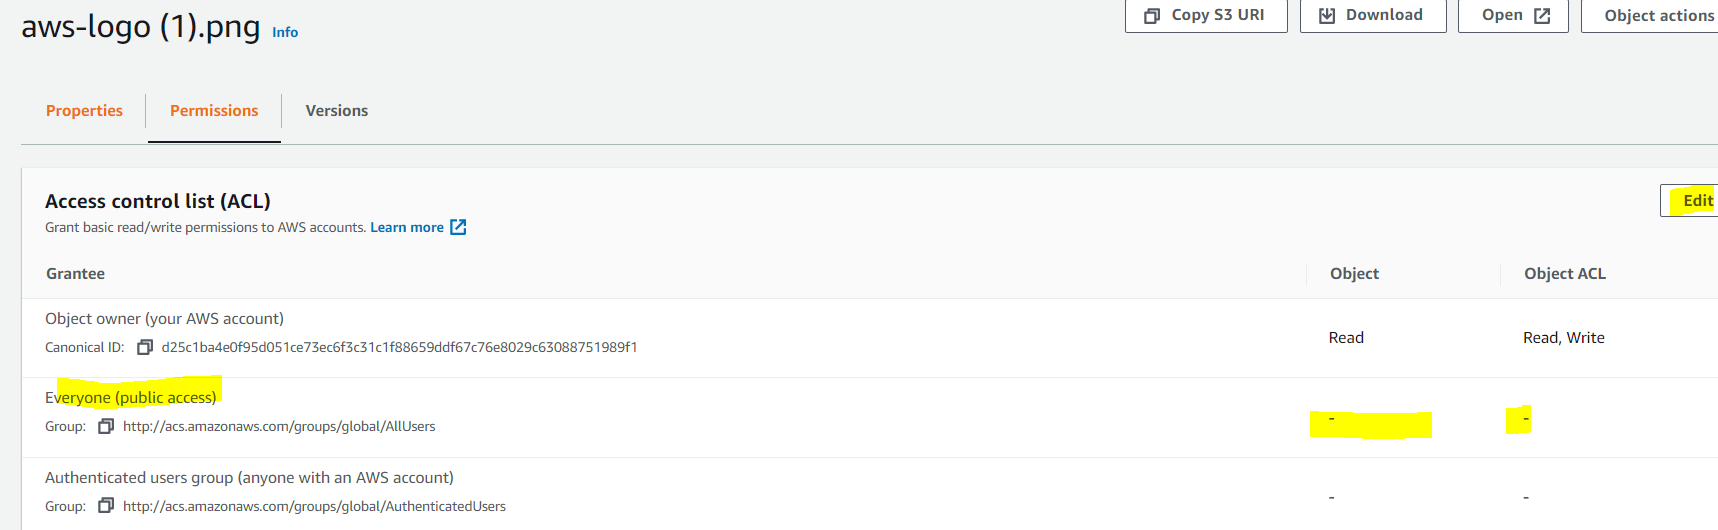 aws-logo (1).png Info
Copy S3 URI Download Open Object actions
Properties Permissions Versions
Access control list (ACL)
Edit
Grant basic read/write permissions to AWS accounts. Learn more
Grantee Object Object ACL
Object owner (your AWS account)
Canonical ID: d25c1ba4e0f95d051ce73ec6f3c31c1f88659ddf67c76e8029c63088751989f1
Read Read, Write
Everyone (public access)
Group: http://acs.amazonaws.com/groups/global/AllUsers
- -
Authenticated users group (anyone with an AWS account)
Group: http://acs.amazonaws.com/groups/global/AuthenticatedUsers
- -